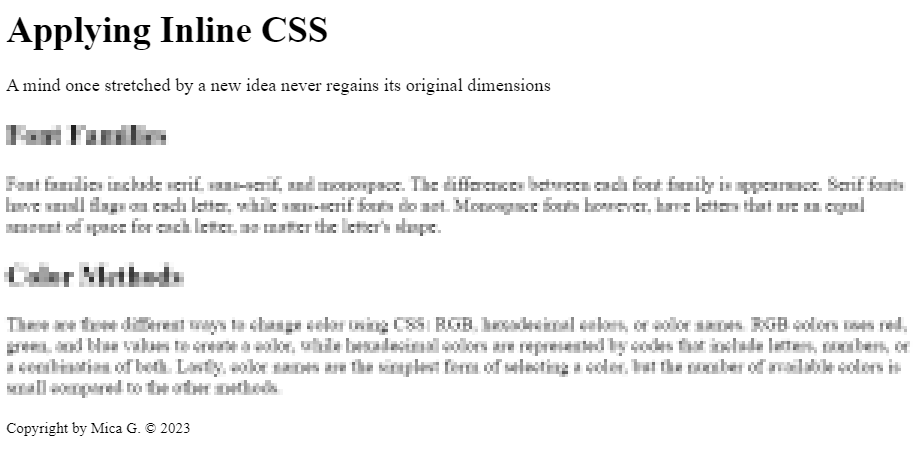 Applying Inline CSS
A mind once stretched by a new idea never regains its original dimensions
Font Families
Font families include serif, sans-serif, and monospace. The differences between each font family is appearance. Serif fonts
have small flags on each letter, while sans-serif fonts do not. Monospace fonts however, have letters that are an equal
amount of space for each letter, no matter the letter's shape.
Color Methods
There are three different ways to change color using CSS: RGB, hexadecimal colors, or color names. RGB colors uses red,
green, and blue values to create a color, while hexadecimal colors are represented by codes that include letters, numbers, or
a combination of both. Lastly, color names are the simplest form of selecting a color, but the number of available colors is
small compared to the other methods.
Copyright by Mica G. © 2023